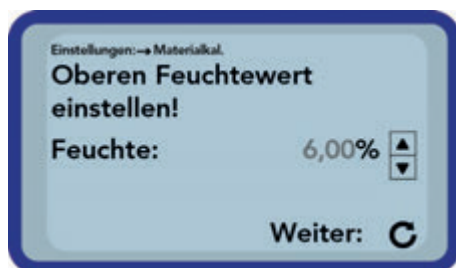 Einstellungen:→Materialkal.
Oberen Feuchtewert
einstellen!
Feuchte: 6,00%
Weiter: